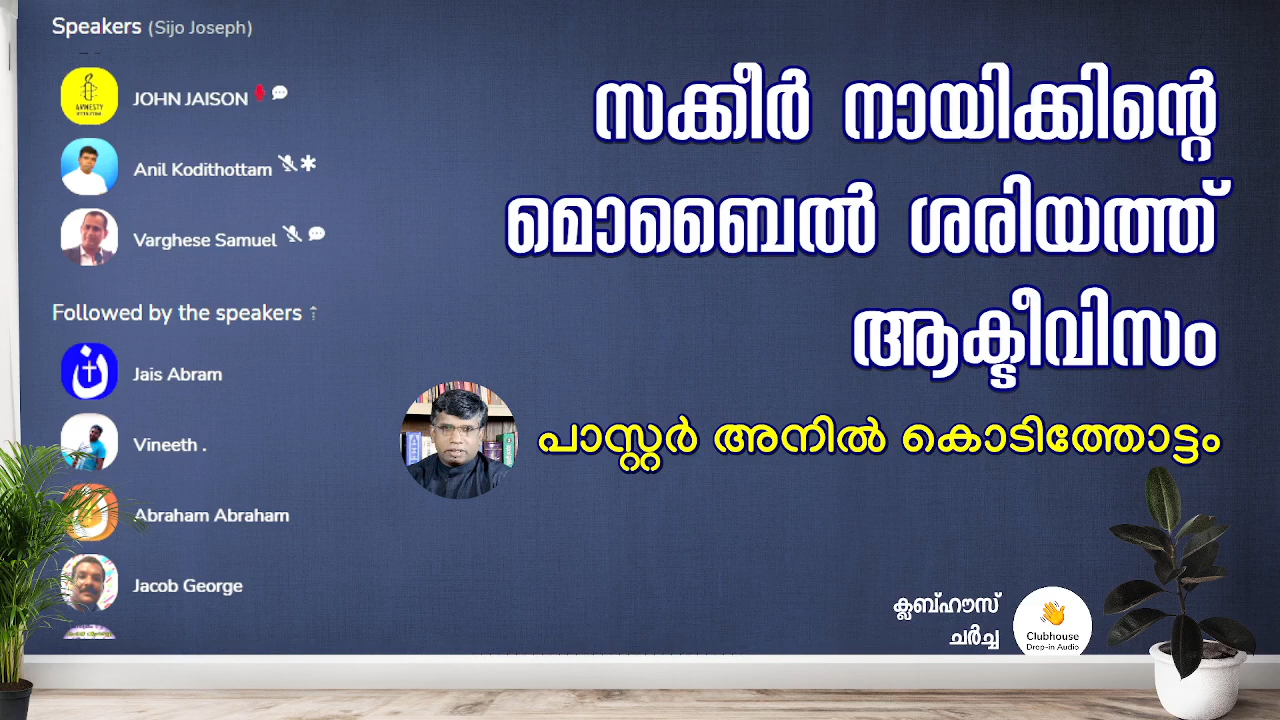 Speakers (Sijo Joseph)
JOHN JAISON
Anil Kodithottam
Varghese Samuel
Followed by the speakers
Jais Abram
Vineeth .
Abraham Abraham
Jacob George
സക്കീർ നായിക്കിന്റെ
മൊബൈൽ ശരിയത്ത്
ആക്ടീവിസം
പാസ്റ്റർ അനിൽ കൊടിത്തോട്ടം
ക്ലബ്ഹൗസ്
ചർച്ച
Clubhouse
Drop-in Audio